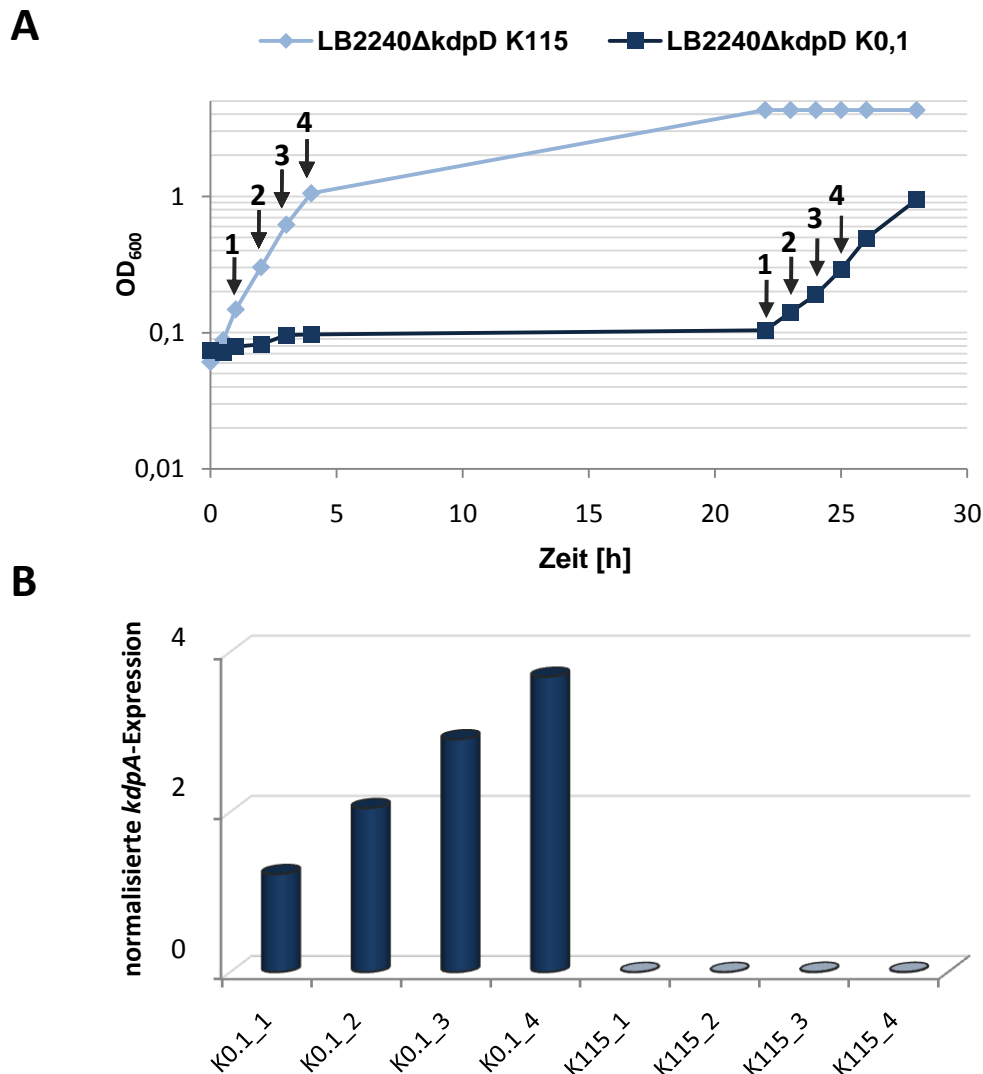 A
LB2240ΔkdpD K115
LB2240ΔkdpD K0,1
4
3
2
1
4
3
2
1
1
0,1
0,01
OD600
0 5 10 15 20 25 30
Zeit [h]
B
normalisierte kdpA-Expression
4
2
0
K0.1_1 K0.1_2 K0.1_3 K0.1_4 K115_1 K115_2 K115_3 K115_4